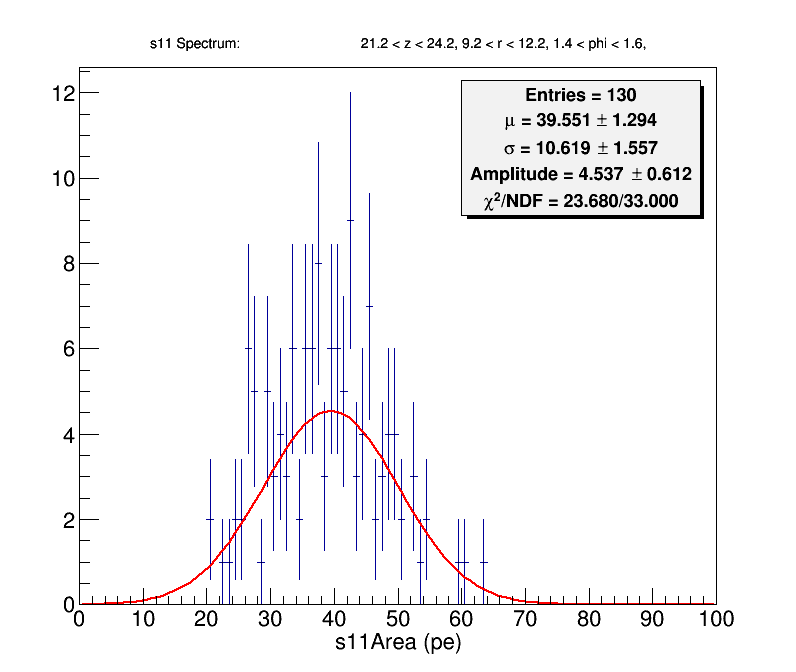 s11 Spectrum: 21.2 < z < 24.2, 9.2 < r < 12.2, 1.4 < phi < 1.6,
Entries = 130
μ = 39.551 ± 1.294
σ = 10.619 ± 1.557
Amplitude = 4.537 ± 0.612
χ²/NDF = 23.680/33.000
12
10
8
6
4
2
0
0 10 20 30 40 50 60 70 80 90 100
s11Area (pe)